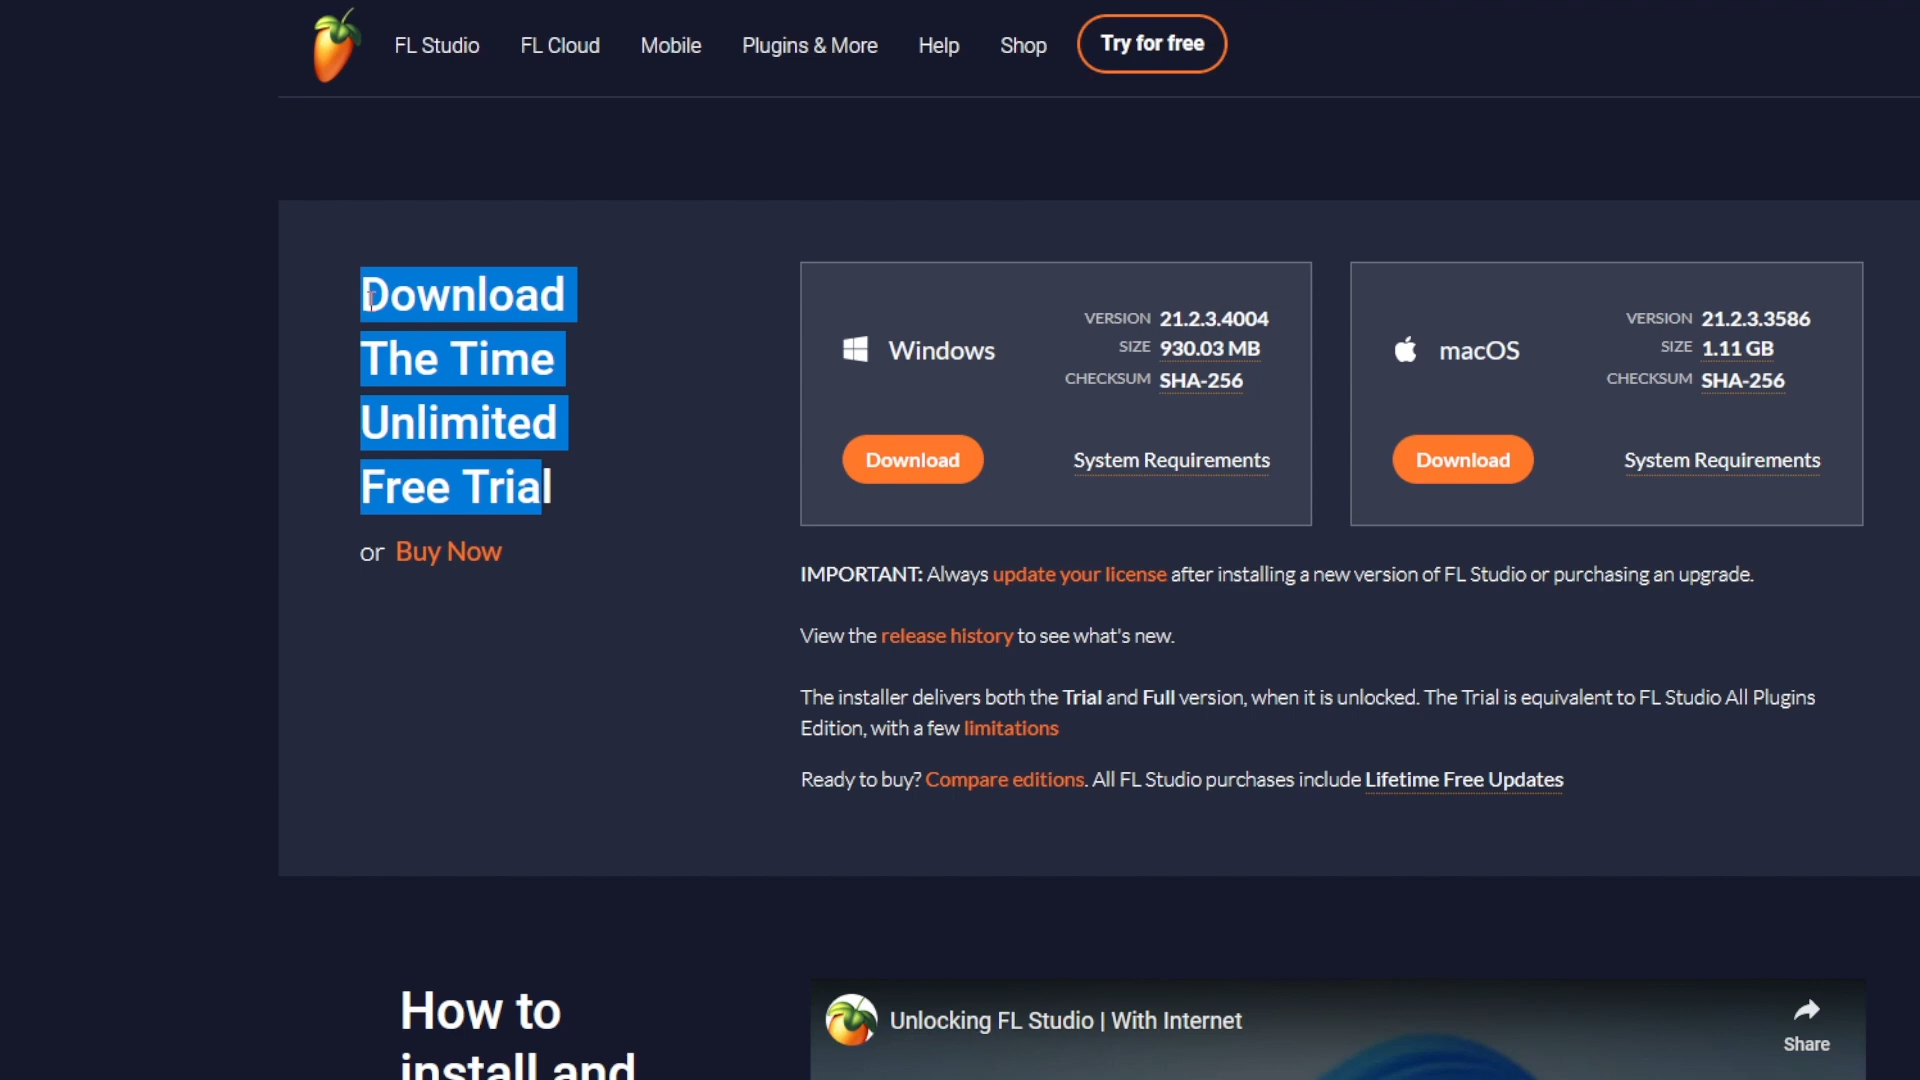 FL Studio FL Cloud Mobile Plugins & More Help Shop Try for free
Download
The Time
Unlimited
Free Trial
or Buy Now
Windows
VERSION 21.2.3.4004
SIZE 930.03 MB
CHECKSUM SHA-256
Download System Requirements
macOS
VERSION 21.2.3.3586
SIZE 1.11 GB
CHECKSUM SHA-256
Download System Requirements
IMPORTANT: Always update your license after installing a new version of FL Studio or purchasing an upgrade.
View the release history to see what's new.
The installer delivers both the Trial and Full version, when it is unlocked. The Trial is equivalent to FL Studio All Plugins
Edition, with a few limitations
Ready to buy? Compare editions. All FL Studio purchases include Lifetime Free Updates
How to
install and
Unlocking FL Studio | With Internet
Share